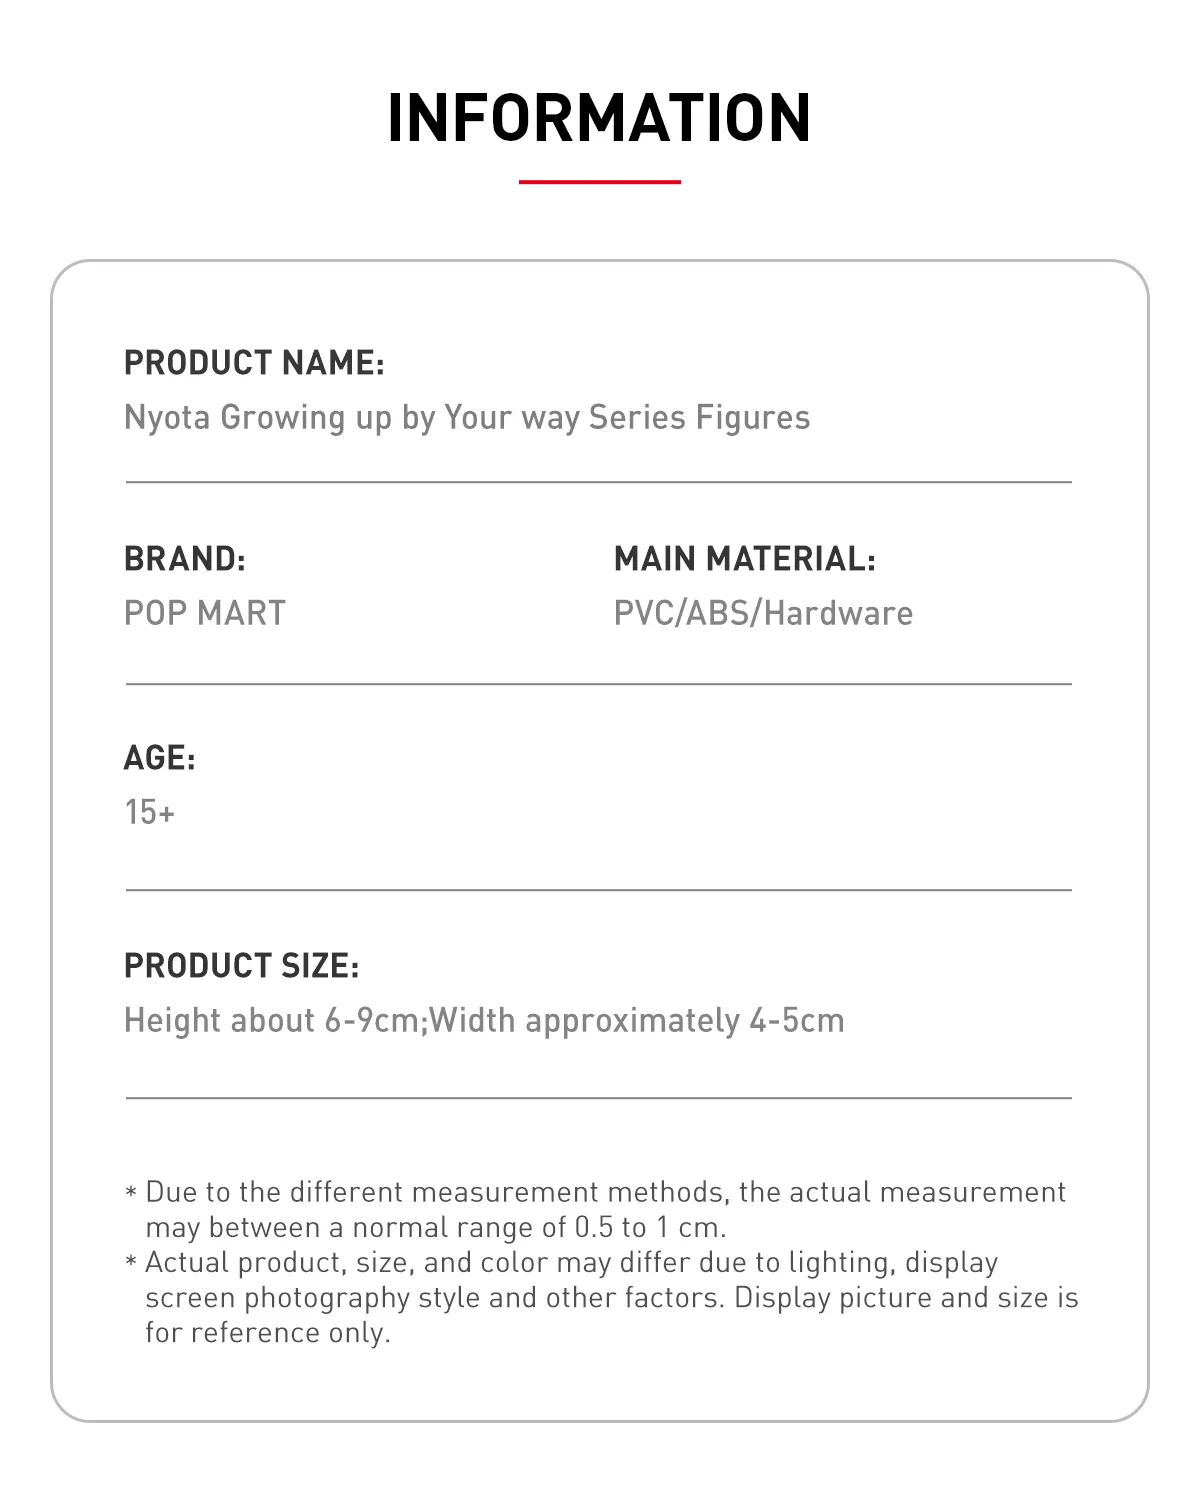 INFORMATION
PRODUCT NAME:
Nyota Growing up by Your way Series Figures
BRAND:
POP MART
MAIN MATERIAL:
PVC/ABS/Hardware
AGE:
15+
PRODUCT SIZE:
Height about 6-9cm;Width approximately 4-5cm
* Due to the different measurement methods, the actual measurement
may between a normal range of 0.5 to 1 cm.
* Actual product, size, and color may differ due to lighting, display
screen photography style and other factors. Display picture and size is
for reference only.